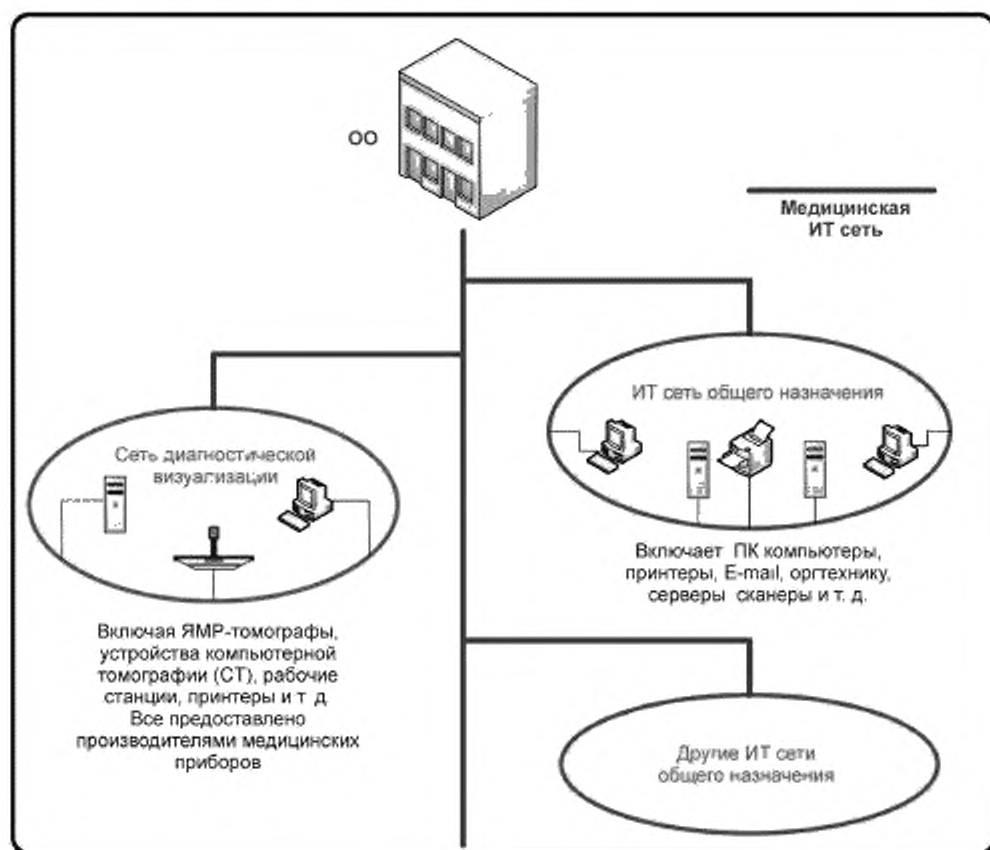 ОО
Медицинская
ИТ сеть
ИТ сеть общего назначения
Сеть диагностической
визуализации
Включает ПК компьютеры,
принтеры, E-mail, оргтехнику,
серверы сканеры и т. д.
Включая ЯМР-томографы,
устройства компьютерной
томографии (СТ), рабочие
станции, принтеры и т д
Все предоставлено
производителями медицинских
приборов
Другие ИТ сети
общего назначения